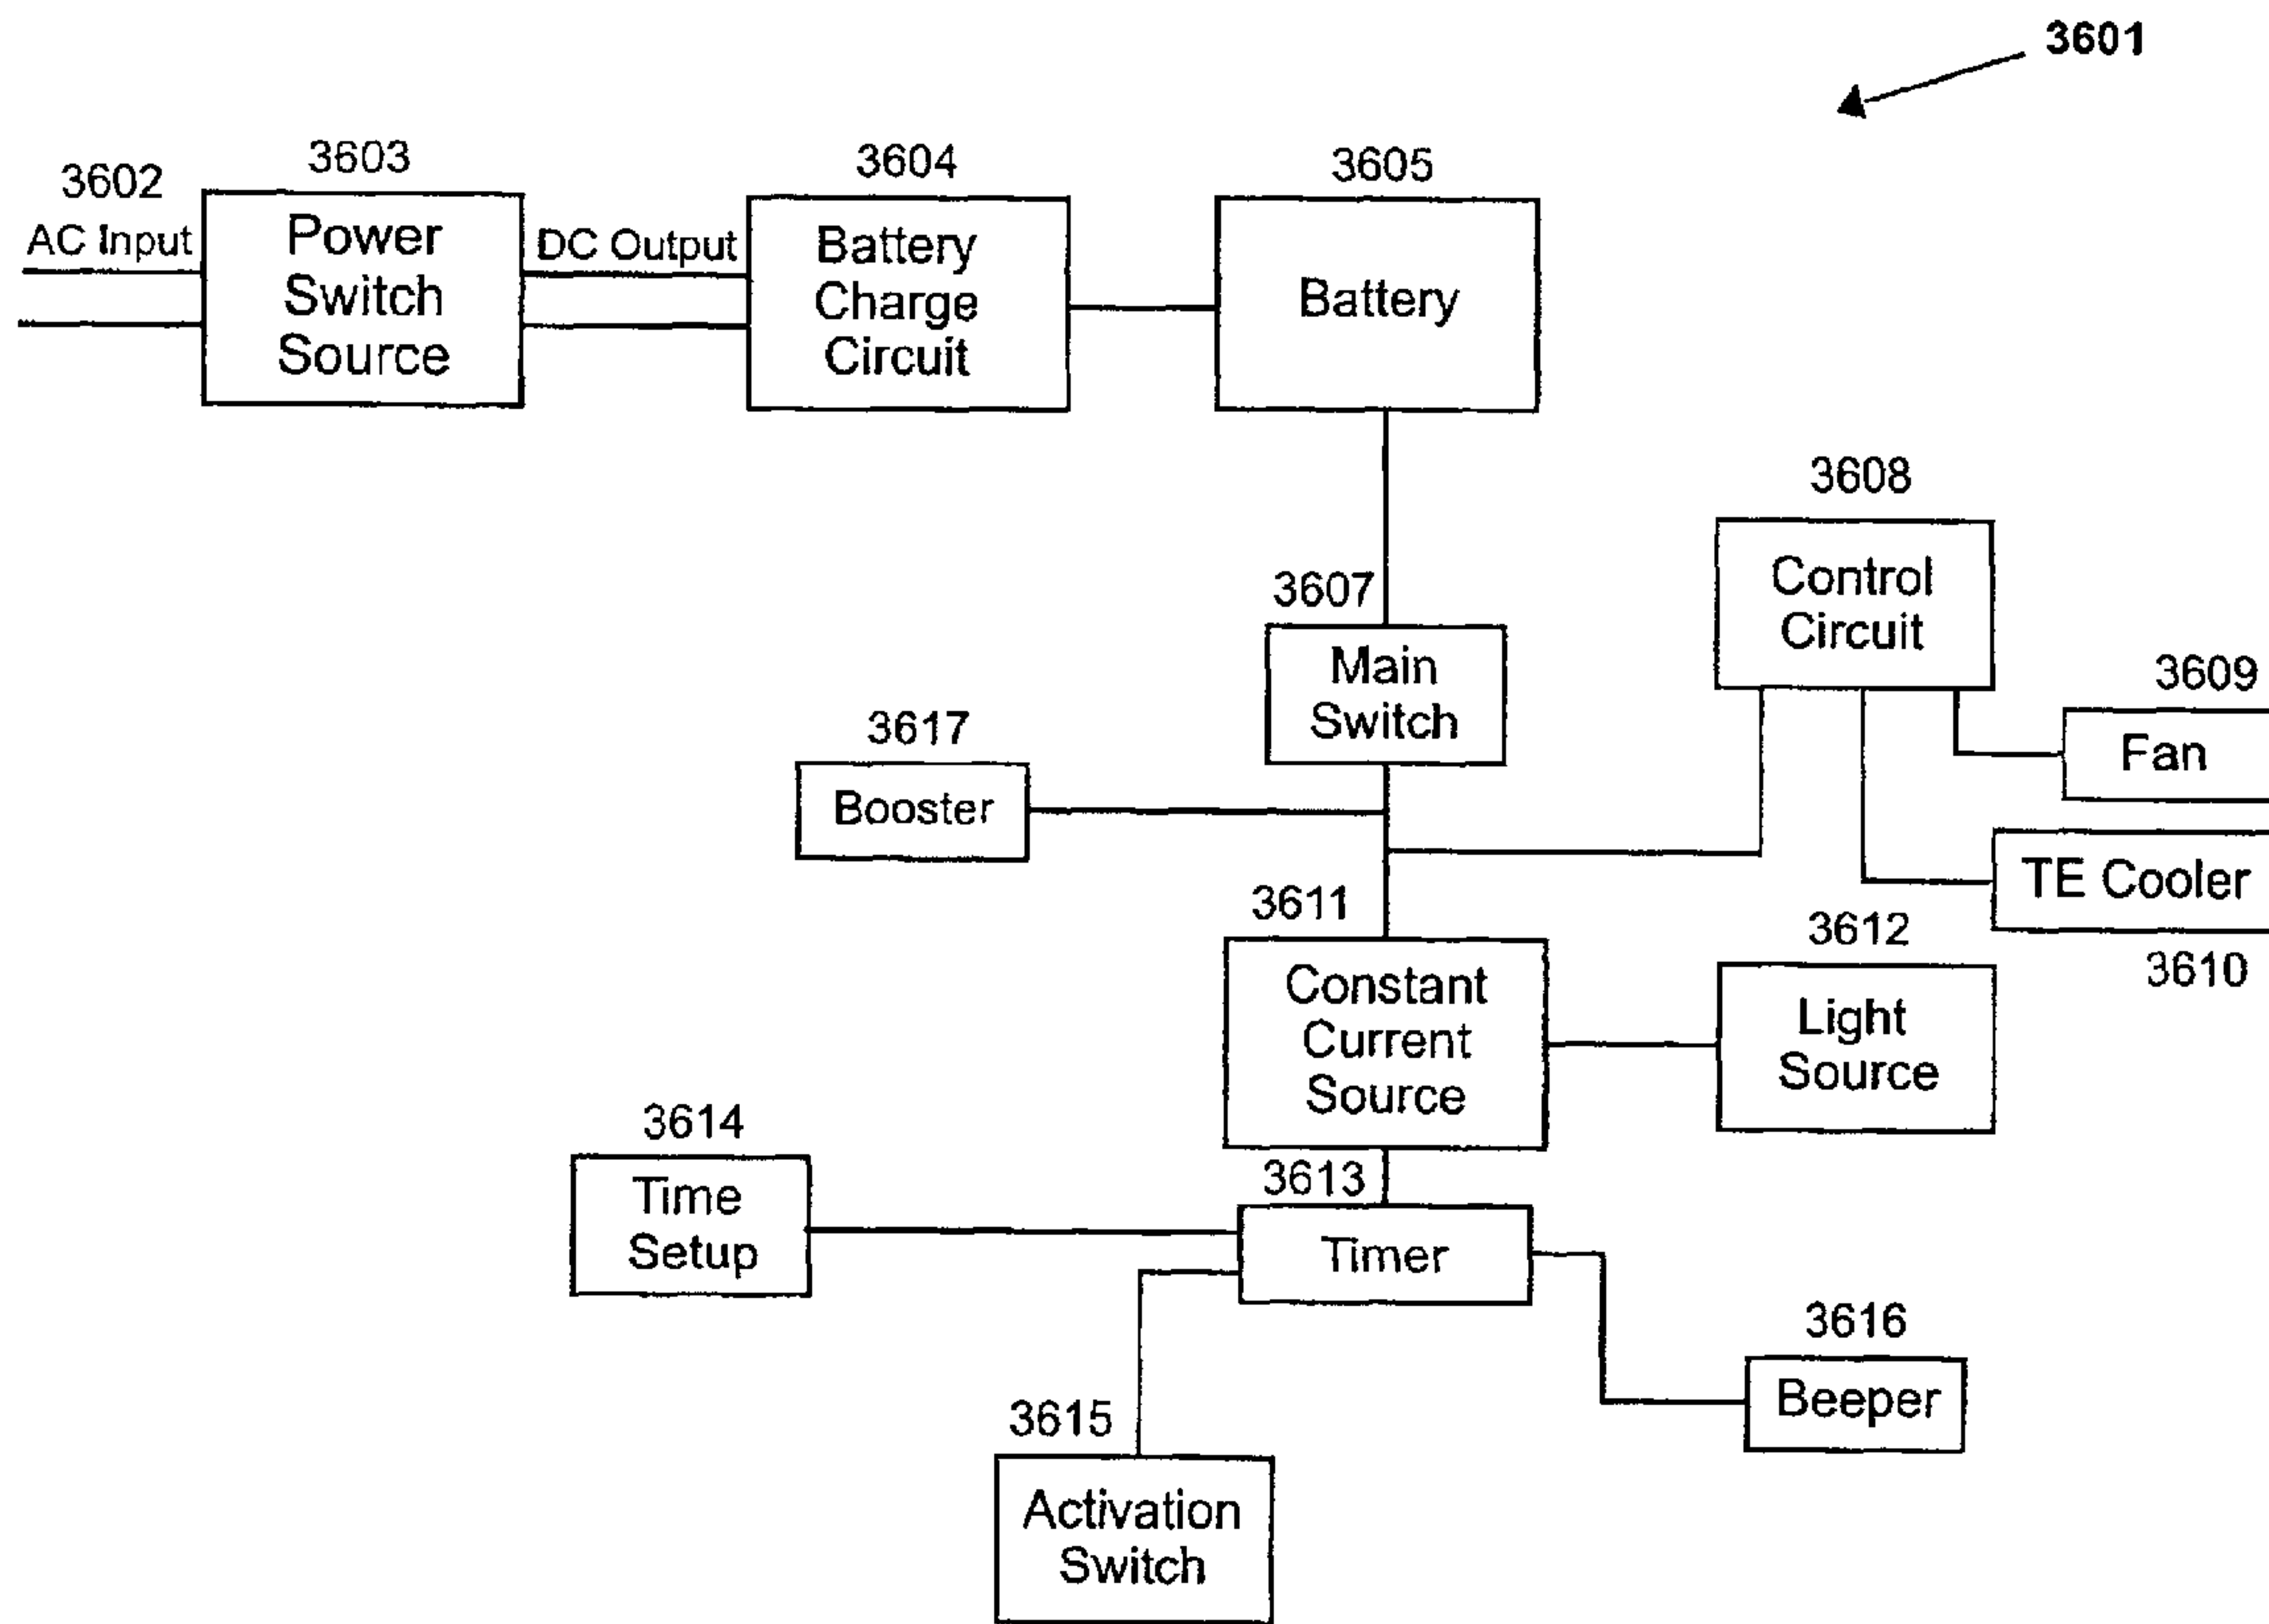 3601
3602
AC Input
3603
Power
Switch
Source
DC Output
3604
Battery
Charge
Circuit
3605
Battery
3607
Main
Switch
3608
Control
Circuit
3609
Fan
TE Cooler
3610
3617
Booster
3611
Constant
Current
Source
3612
Light
Source
3613
Timer
3614
Time
Setup
3615
Activation
Switch
3616
Beeper